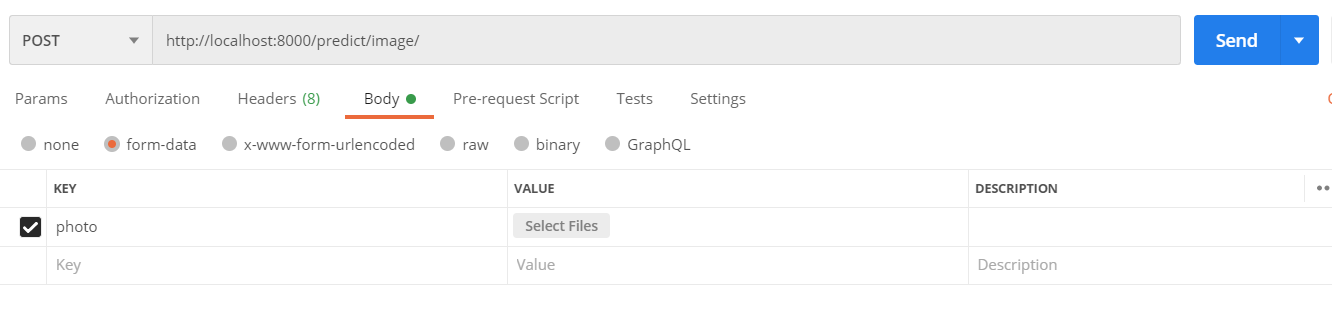 POST http://localhost:8000/predict/image/ Send
Params Authorization Headers (8) Body Pre-request Script Tests Settings
none form-data x-www-form-urlencoded raw binary GraphQL
KEY VALUE DESCRIPTION
photo Select Files
Key Value Description